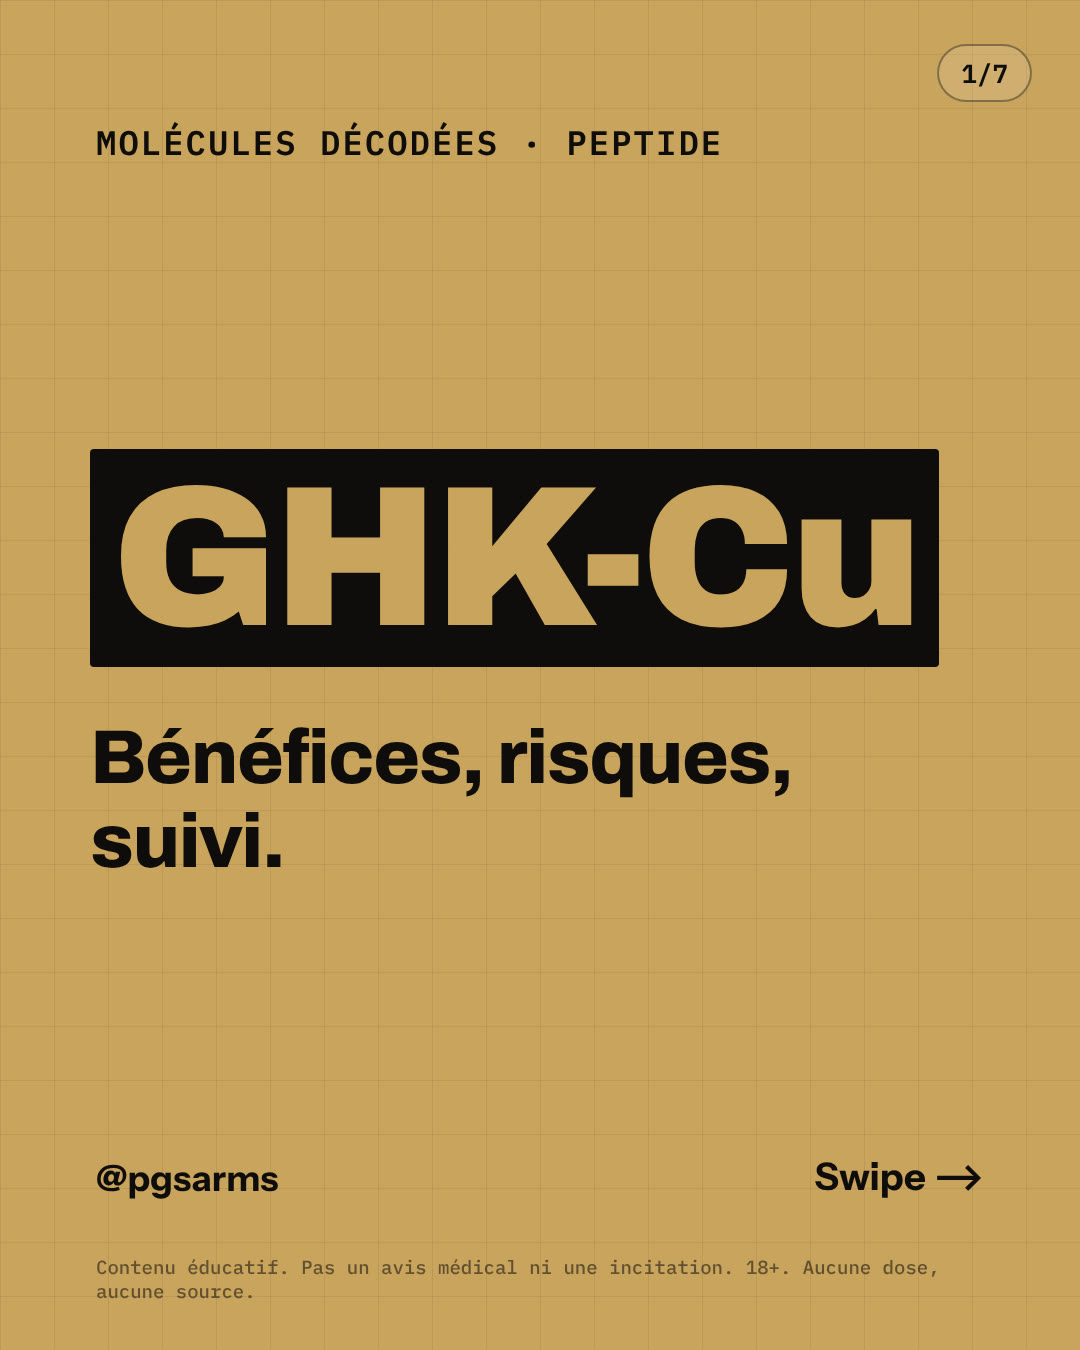 1/7
MOLÉCULES DÉCODÉES · PEPTIDE
GHK-Cu
Bénéfices, risques,
suivi.
@pgsarms
Swipe →
Contenu éducatif. Pas un avis médical ni une incitation. 18+. Aucune dose,
aucune source.